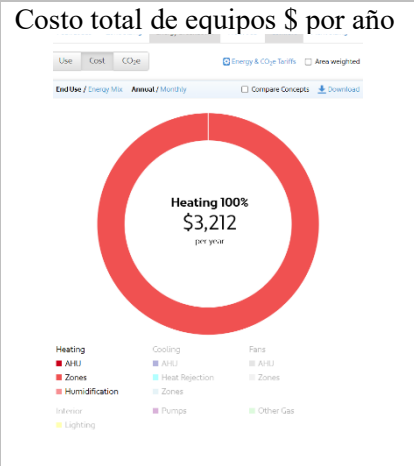 Costo total de equipos $ por año
Use Cost CO₂e Energy & CO₂e Tariffs Area weighted
End Use / Energy Mix Annual / Monthly Compare Concepts Download
Heating 100%
$3,212
per year
Heating Cooling Fans
AHU AHU AHU
Zones Heat Rejection Zones
Humidification Zones
Interior Pumps Other Gas
Lighting